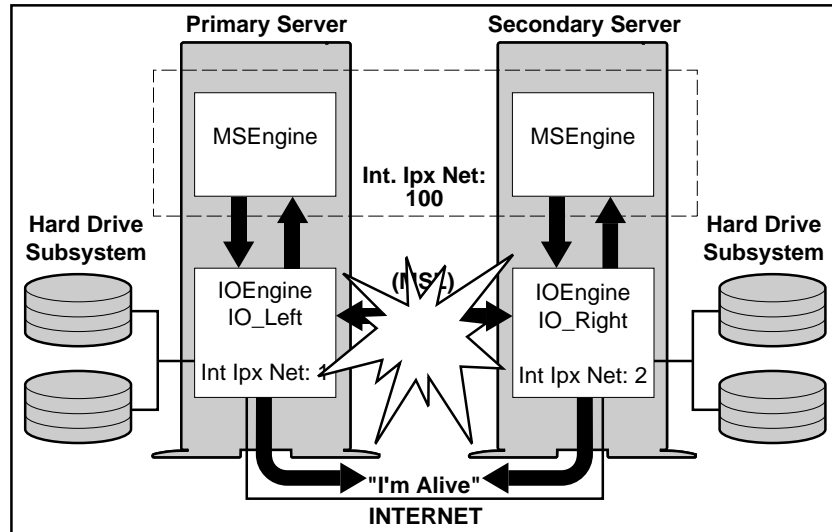 Primary Server
Secondary Server
MSEngine
MSEngine
Int. Ipx Net:
100
Hard Drive
Subsystem
Hard Drive
Subsystem
(MSL)
IOEngine
IO_Left
IOEngine
IO_Right
Int Ipx Net: 1
Int Ipx Net: 2
"I'm Alive"
INTERNET